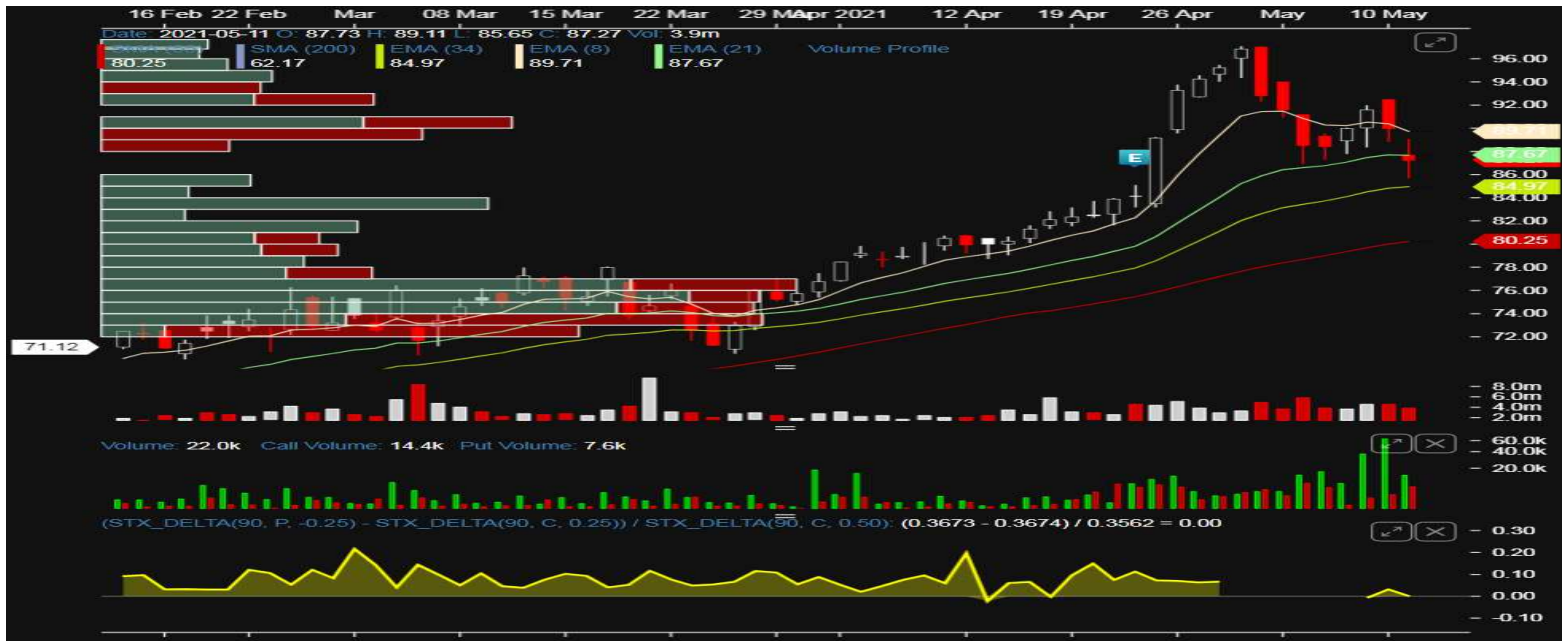 16 Feb 22 Feb Mar 08 Mar 15 Mar 22 Mar 29 Mar Apr 2021 12 Apr 19 Apr 26 Apr May 10 May
Date: 2021-05-11 O: 87.73 H: 89.11 L: 85.65 C: 87.27 Vol: 3.9m
SMA (200) EMA (34) EMA (8) EMA (21) Volume Profile
80.25 62.17 84.97 89.71 87.67
96.00
94.00
92.00
E
89.71
87.67
86.00
84.97
84.00
82.00
80.25
78.00
76.00
74.00
72.00
71.12
8.0m
6.0m
4.0m
2.0m
Volume: 22.0k Call Volume: 14.4k Put Volume: 7.6k
60.0k
40.0k
20.0k
(STX_DELTA(90, P, -0.25) - STX_DELTA(90, C, 0.25)) / STX_DELTA(90, C, 0.50): (0.3673 - 0.3674) / 0.3562 = 0.00
0.30
0.20
0.10
0.00
-0.10